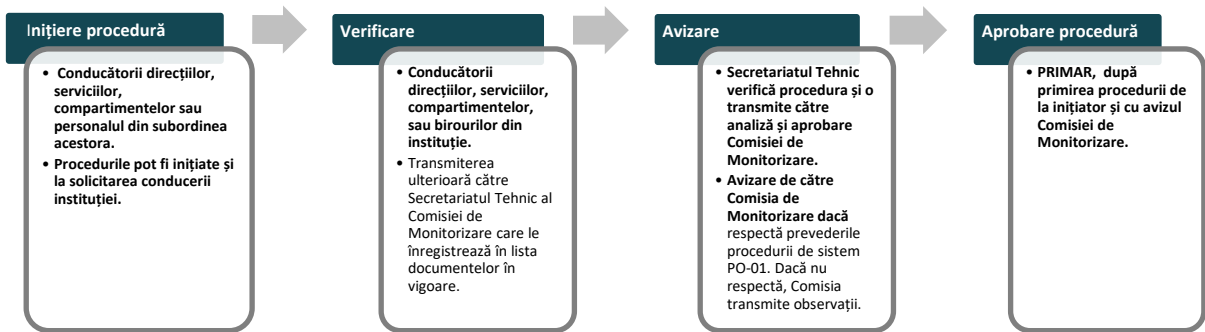 Inițiere procedură
• Conducătorii direcțiilor,
serviciilor,
compartimentelor sau
personalul din subordinea
acestora.
• Procedurile pot fi inițiate și
la solicitarea conducerii
instituției.
Verificare
• Conducătorii
direcțiilor, serviciilor,
compartimentelor,
sau birourilor din
instituție.
• Transmiterea
ulterioară către
Secretariatul Tehnic al
Comisiei de
Monitorizare care le
înregistrează în lista
documentelor în
vigoare.
Avizare
• Secretariatul Tehnic
verifică procedura și o
transmite către
analiză și aprobare
Comisiei de
Monitorizare.
• Avizare de către
Comisia de
Monitorizare dacă
respectă prevederile
procedurii de sistem
PO-01. Dacă nu
respectă, Comisia
transmite observații.
Aprobare procedură
• PRIMAR, după
primirea procedurii de
la inițiator și cu avizul
Comisiei de
Monitorizare.